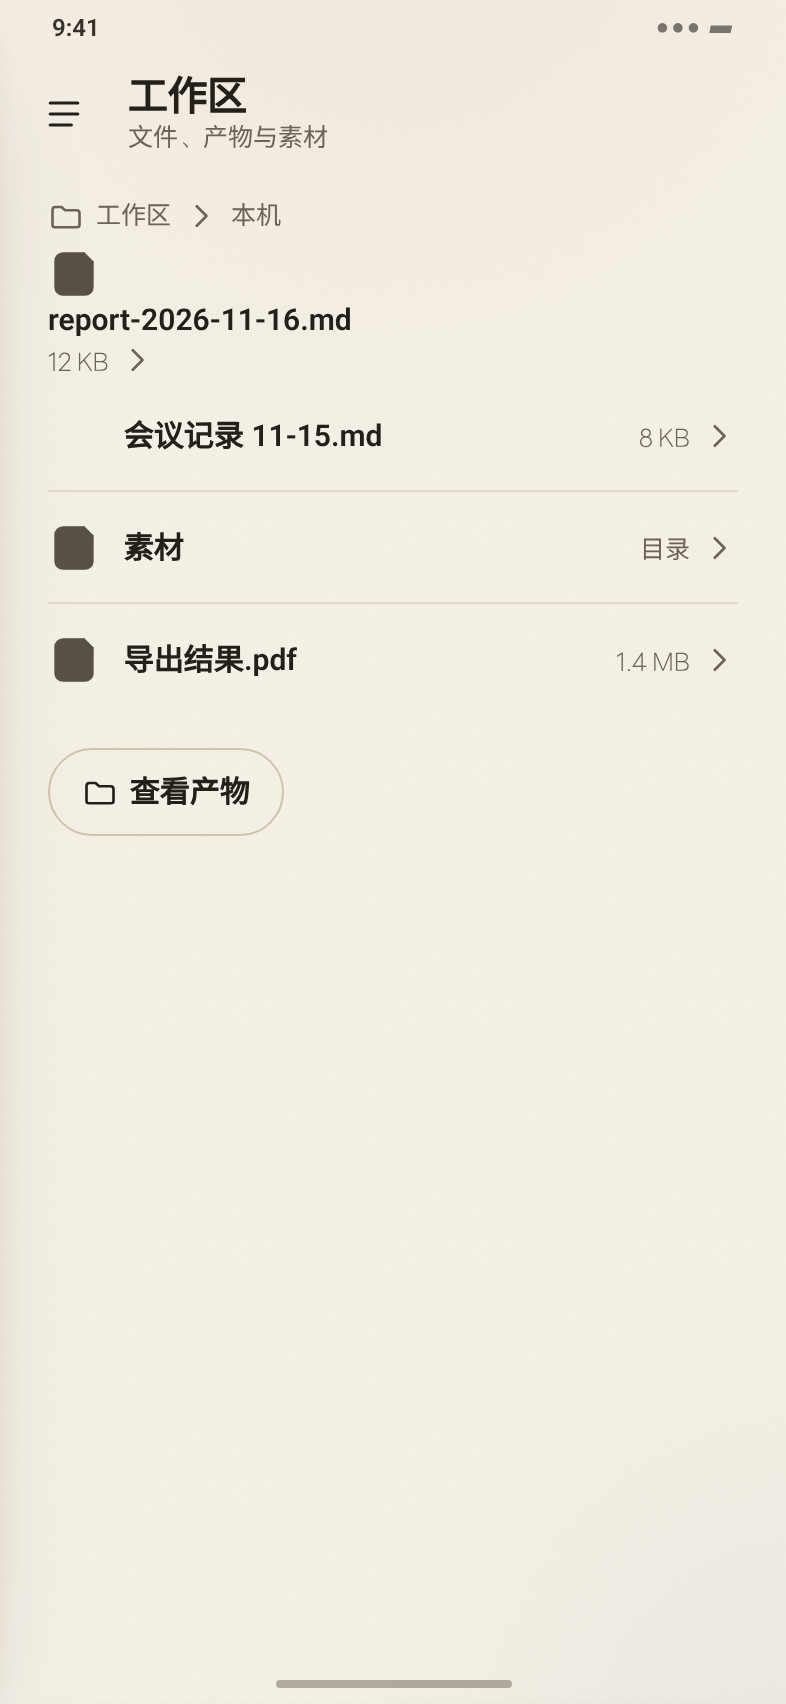 9:41
工作区
文件、产物与素材
工作区 本机
report-2026-11-16.md
12 KB
会议记录 11-15.md 8 KB
素材 目录
导出结果.pdf 1.4 MB
查看产物